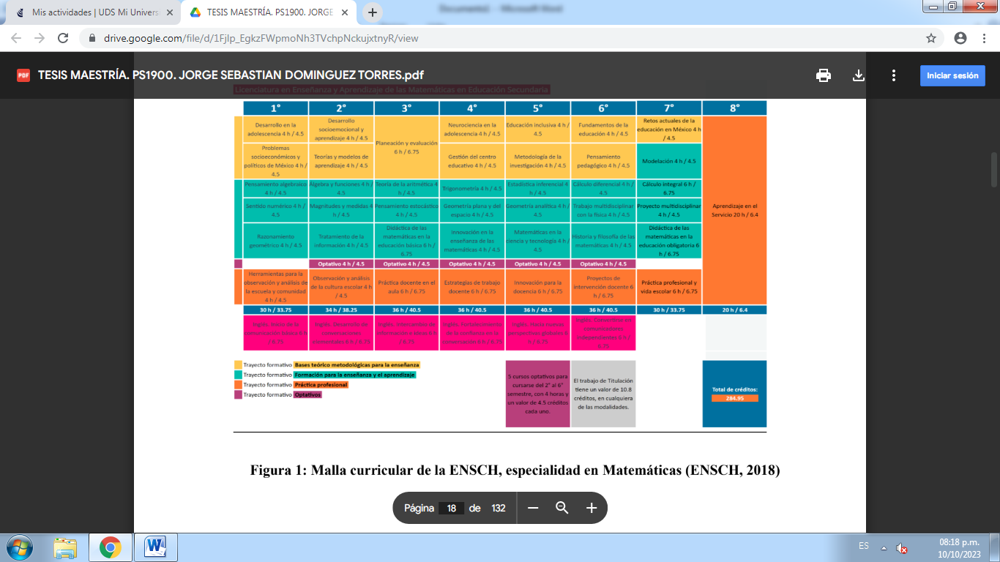 Mis actividades | UDS Mi Univers
TESIS MAESTRÍA. PS1900. JORGE
Documento1 - Microsoft Word
drive.google.com/file/d/1Fjlp_EgkzFWpmoNh3TVchpNckujxtnyR/view
PDF
TESIS MAESTRÍA. PS1900. JORGE SEBASTIAN DOMINGUEZ TORRES.pdf
Iniciar sesión
Licenciatura en Enseñanza y Aprendizaje de las Matemáticas en Educación Secundaria
1° 2° 3° 4° 5° 6° 7° 8°
Desarrollo en la
adolescencia 4 h / 4.5
Desarrollo
socioemocional y
aprendizaje 4 h / 4.5
Planeación y evaluación
6 h / 6.75
Neurociencia en la
adolescencia 4 h / 4.5
Educación inclusiva 4 h /
4.5
Fundamentos de la
educación 4 h / 4.5
Retos actuales de la
educación en México 4 h
/ 4.5
Aprendizaje en el
Servicio 20 h / 6.4
Problemas
socioeconómicos y
políticos de México 4 h /
4.5
Teorías y modelos de
aprendizaje 4 h / 4.5
Gestión del centro
educativo 4 h / 4.5
Metodología de la
investigación 4 h / 4.5
Pensamiento
pedagógico 4 h / 4.5
Modelación 4 h / 4.5
Pensamiento algebraico
4 h / 4.5
Álgebra y funciones 4 h /
4.5
Teoría de la aritmética 4
h / 4.5
Trigonometría 4 h / 4.5
Estadística inferencial 4
h / 4.5
Cálculo diferencial 4 h /
4.5
Cálculo integral 6 h /
6.75
Sentido numérico 4 h /
4.5
Magnitudes y medidas 4
h / 4.5
Pensamiento estocástico
4 h / 4.5
Geometría plana y del
espacio 4 h / 4.5
Geometría analítica 4 h /
4.5
Trabajo multidisciplinar
con la física 4 h / 4.5
Proyecto multidisciplinar
4 h / 4.5
Razonamiento
geométrico 4 h / 4.5
Tratamiento de la
información 4 h / 4.5
Didáctica de las
matemáticas en la
educación básica 6 h /
6.75
Innovación en la
enseñanza de las
matemáticas 4 h / 4.5
Matemáticas en la
ciencia y tecnología 4 h /
4.5
Historia y filosofía de las
matemáticas 4 h / 4.5
Didáctica de las
matemáticas en la
educación obligatoria 6
h / 6.75
Optativo 4 h / 4.5 Optativo 4 h / 4.5 Optativo 4 h / 4.5 Optativo 4 h / 4.5 Optativo 4 h / 4.5
Herramientas para la
observación y análisis de
la escuela y comunidad
4 h / 4.5
Observación y análisis
de la cultura escolar 4 h
/ 4.5
Práctica docente en el
aula 6 h / 6.75
Estrategias de trabajo
docente 6 h / 6.75
Innovación para la
docencia 6 h / 6.75
Proyectos de
intervención docente 6
h / 6.75
Práctica profesional y
vida escolar 6 h / 6.75
30 h / 33.75 34 h / 38.25 36 h / 40.5 36 h / 40.5 36 h / 40.5 36 h / 40.5 30 h / 33.75 20 h / 6.4
Inglés. Inicio de la
comunicación básica 6 h
/ 6.75
Inglés. Desarrollo de
conversaciones
elementales 6 h / 6.75
Inglés. Intercambio de
información e ideas 6 h
/ 6.75
Inglés. Fortalecimiento
de la confianza en la
conversación 6 h / 6.75
Inglés. Hacia nuevas
perspectivas globales 6
h / 6.75
Inglés. Convertirse en
comunicadores
independientes 6 h /
6.75
Trayecto formativo Bases teórico metodológicas para la enseñanza
Trayecto formativo Formación para la enseñanza y el aprendizaje
Trayecto formativo Práctica profesional
Trayecto formativo Optativos
5 cursos optativos para
cursarse del 2° al 6°
semestre, con 4 horas y
un valor de 4.5 créditos
cada uno.
El trabajo de Titulación
tiene un valor de 10.8
créditos, en cualquiera
de las modalidades.
Total de créditos:
284.95
Figura 1: Malla curricular de la ENSCH, especialidad en Matemáticas (ENSCH, 2018)
Página 18 de 132
ES
08:18 p.m.
10/10/2023